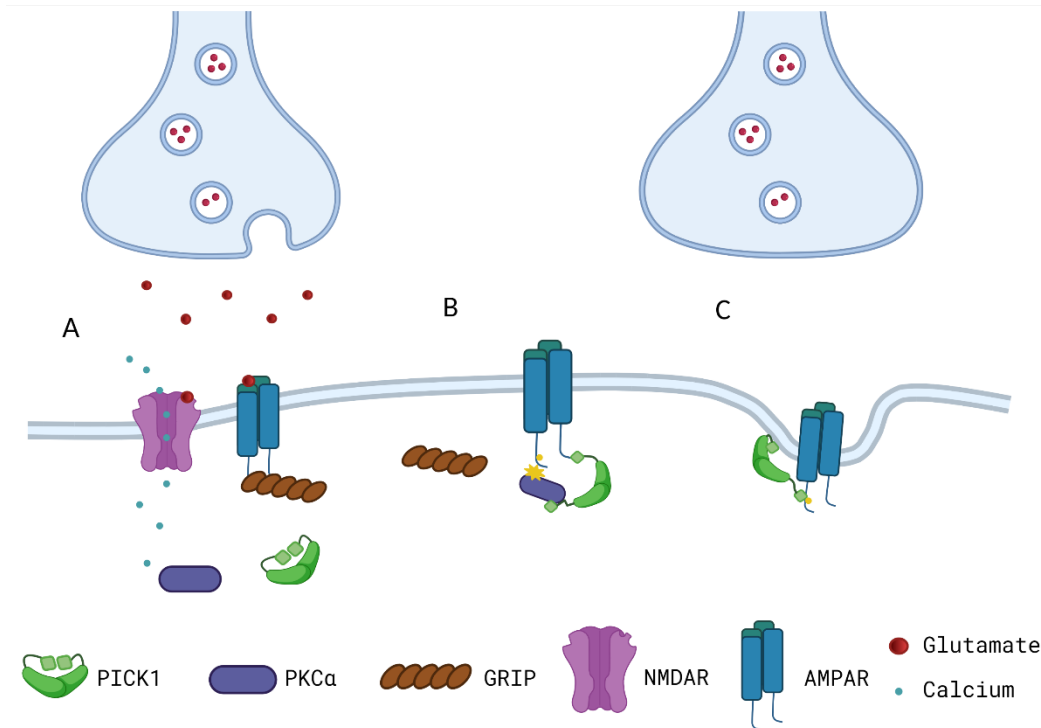 A
B
C
PICK1
PKCα
GRIP
NMDAR
AMPAR
Glutamate
Calcium